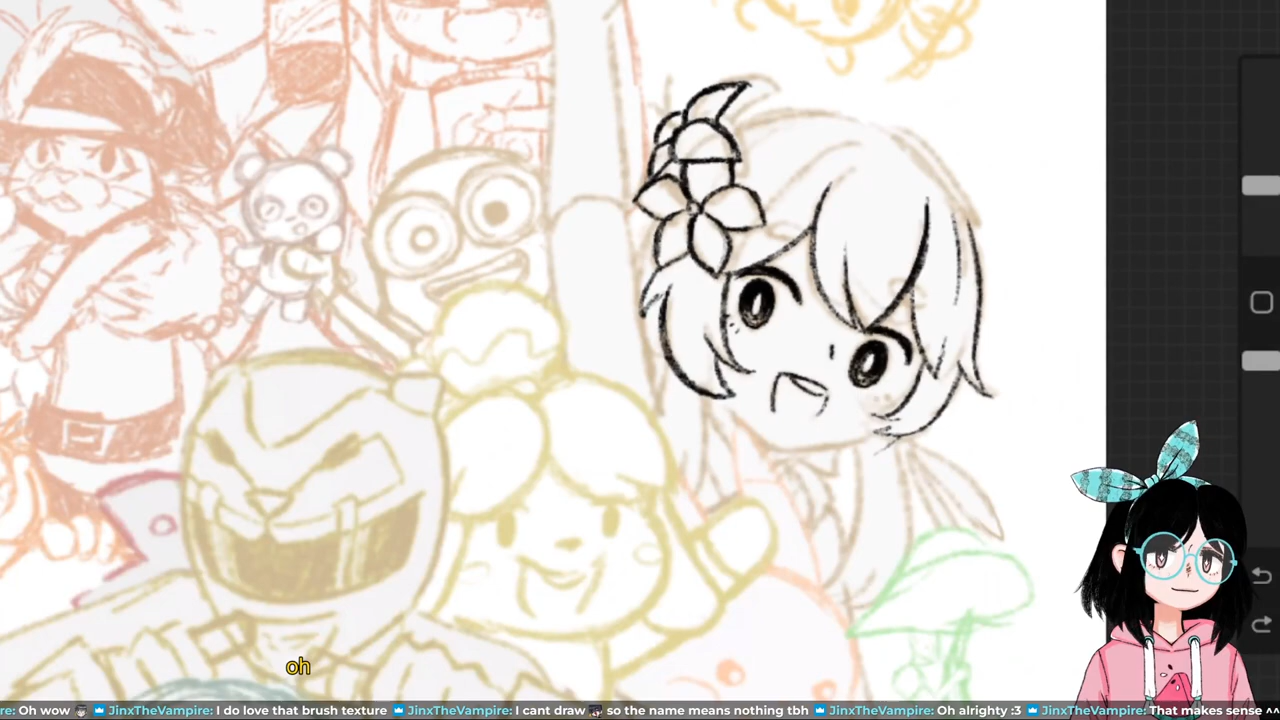 oh
re: Oh wow JinxTheVampire: I do love that brush texture JinxTheVampire: I cant draw so the name means nothing tbh JinxTheVampire: Oh alrighty :3 JinxTheVampire: That makes sense ^^